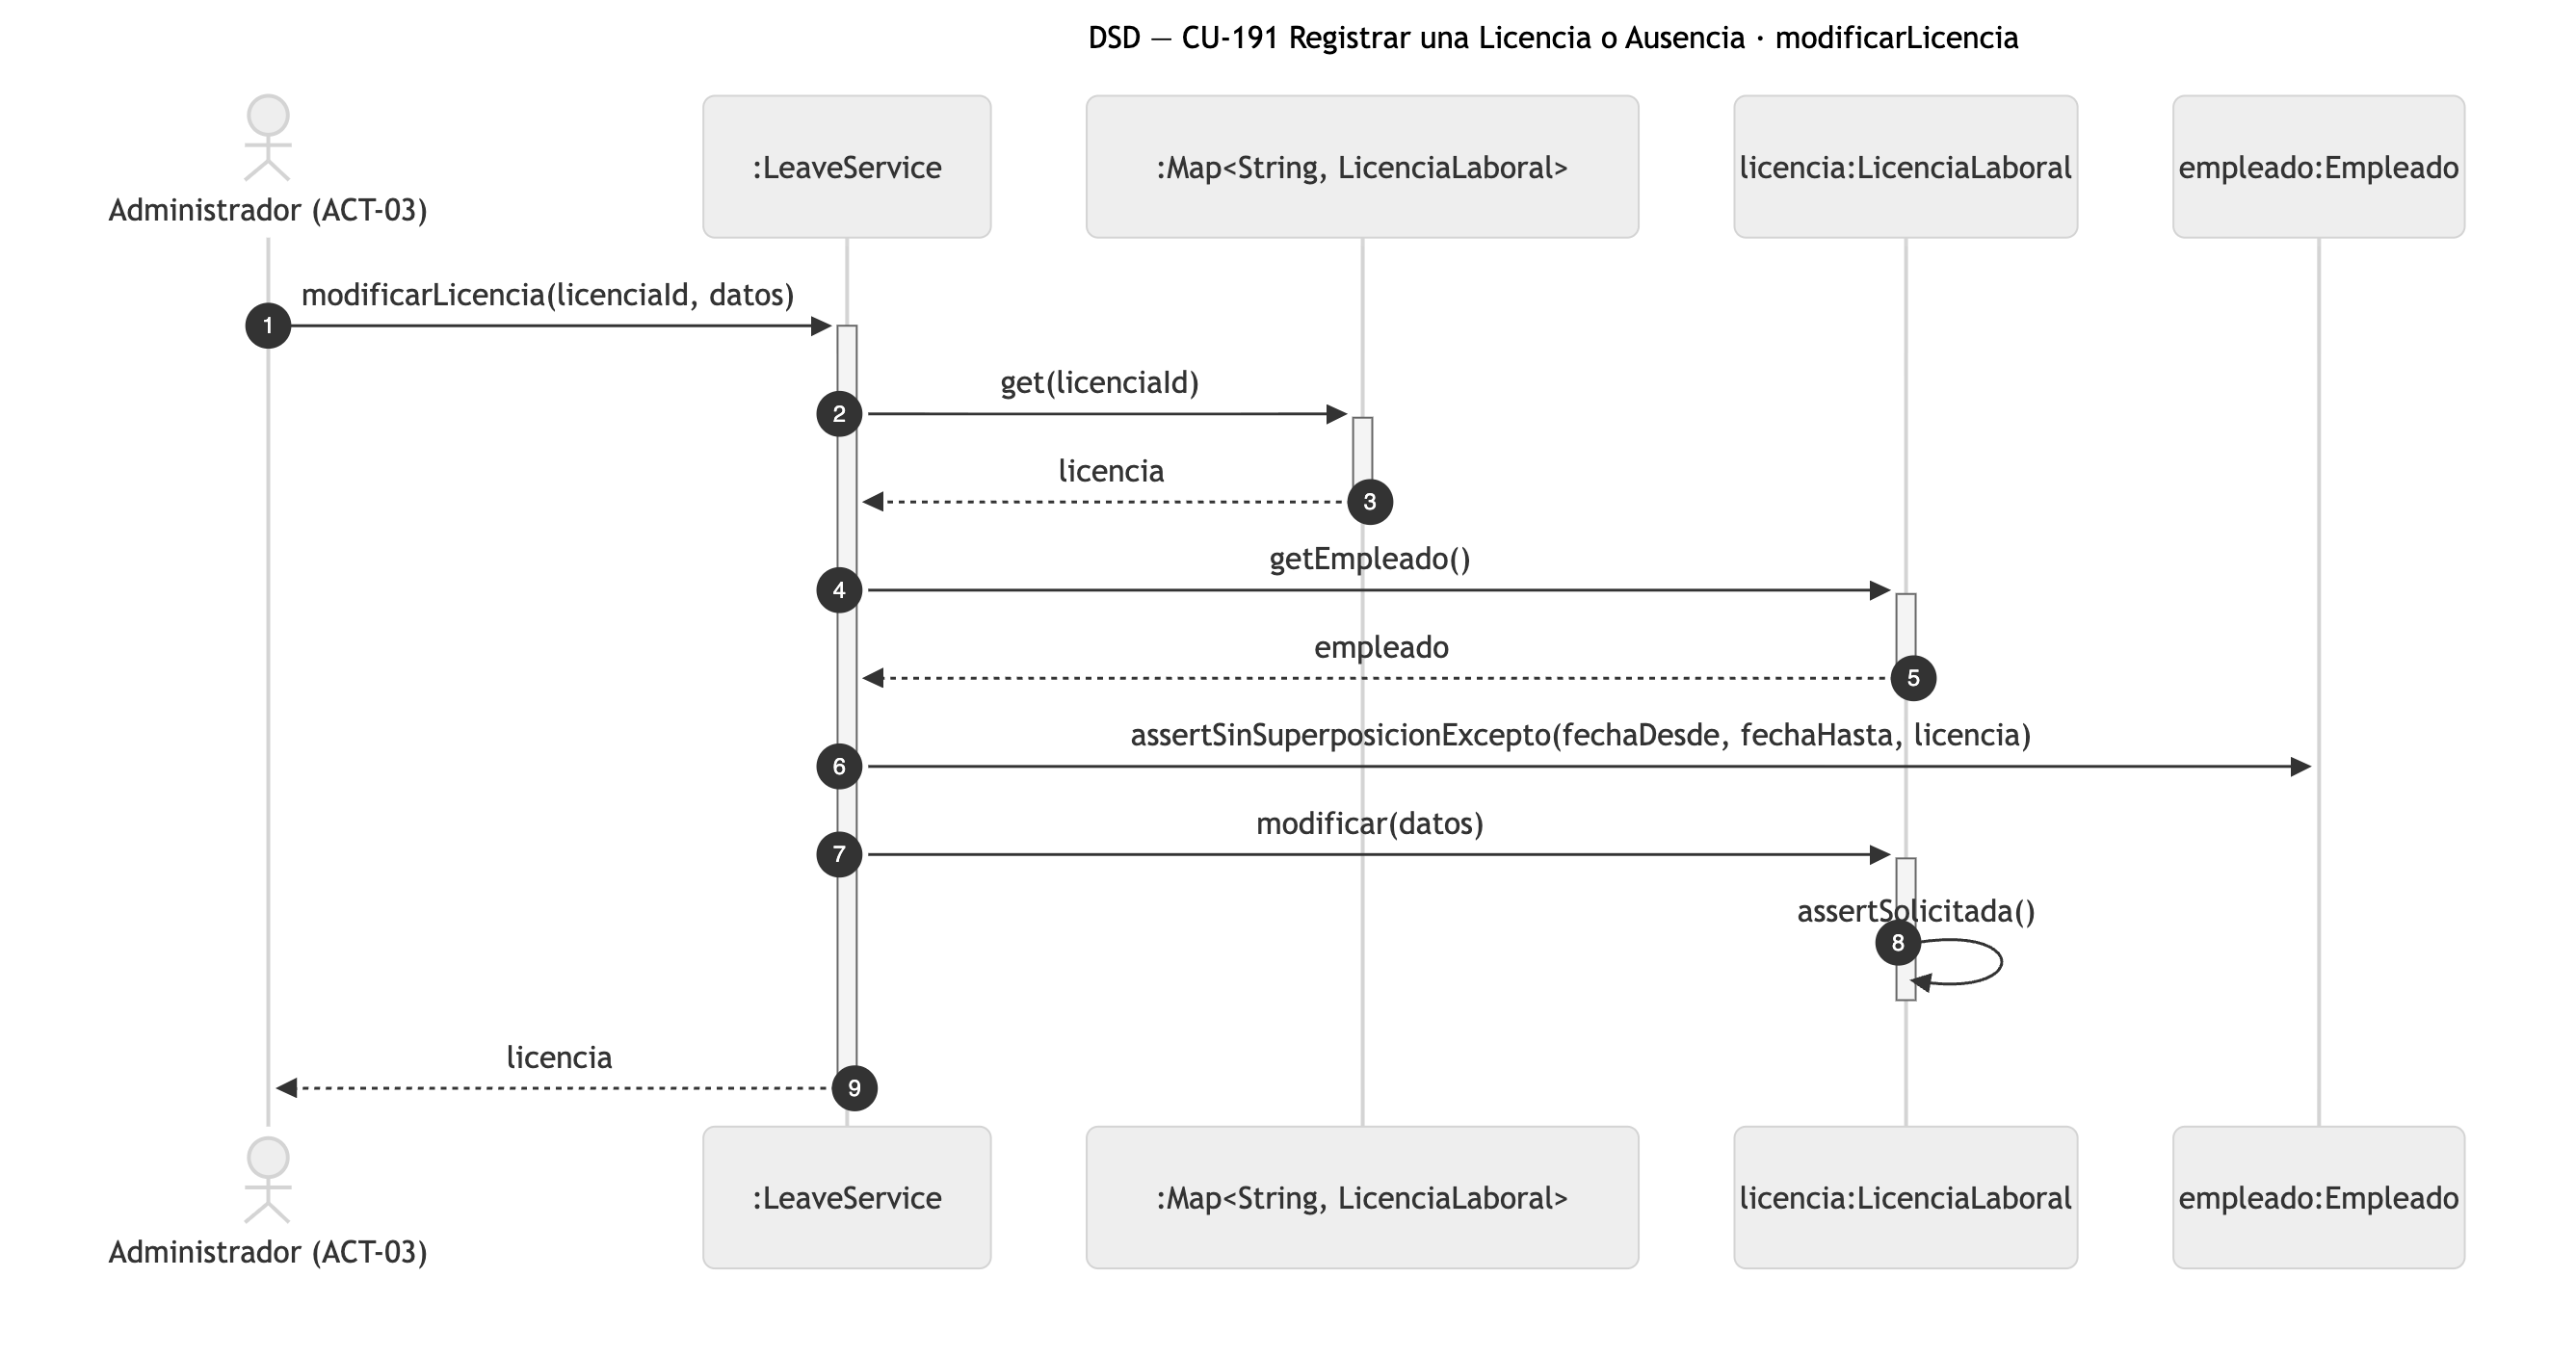 DSD — CU-191 Registrar una Licencia o Ausencia · modificarLicencia
Administrador (ACT-03)
:LeaveService
:Map<String, LicenciaLaboral>
licencia:LicenciaLaboral
empleado:Empleado
modificarLicencia(licenciaId, datos)
1
get(licenciaId)
2
licencia
3
getEmpleado()
4
empleado
5
assertSinSuperposicionExcepto(fechaDesde, fechaHasta, licencia)
6
modificar(datos)
7
assertSolicitada()
8
licencia
9
:LeaveService
:Map<String, LicenciaLaboral>
licencia:LicenciaLaboral
empleado:Empleado
Administrador (ACT-03)